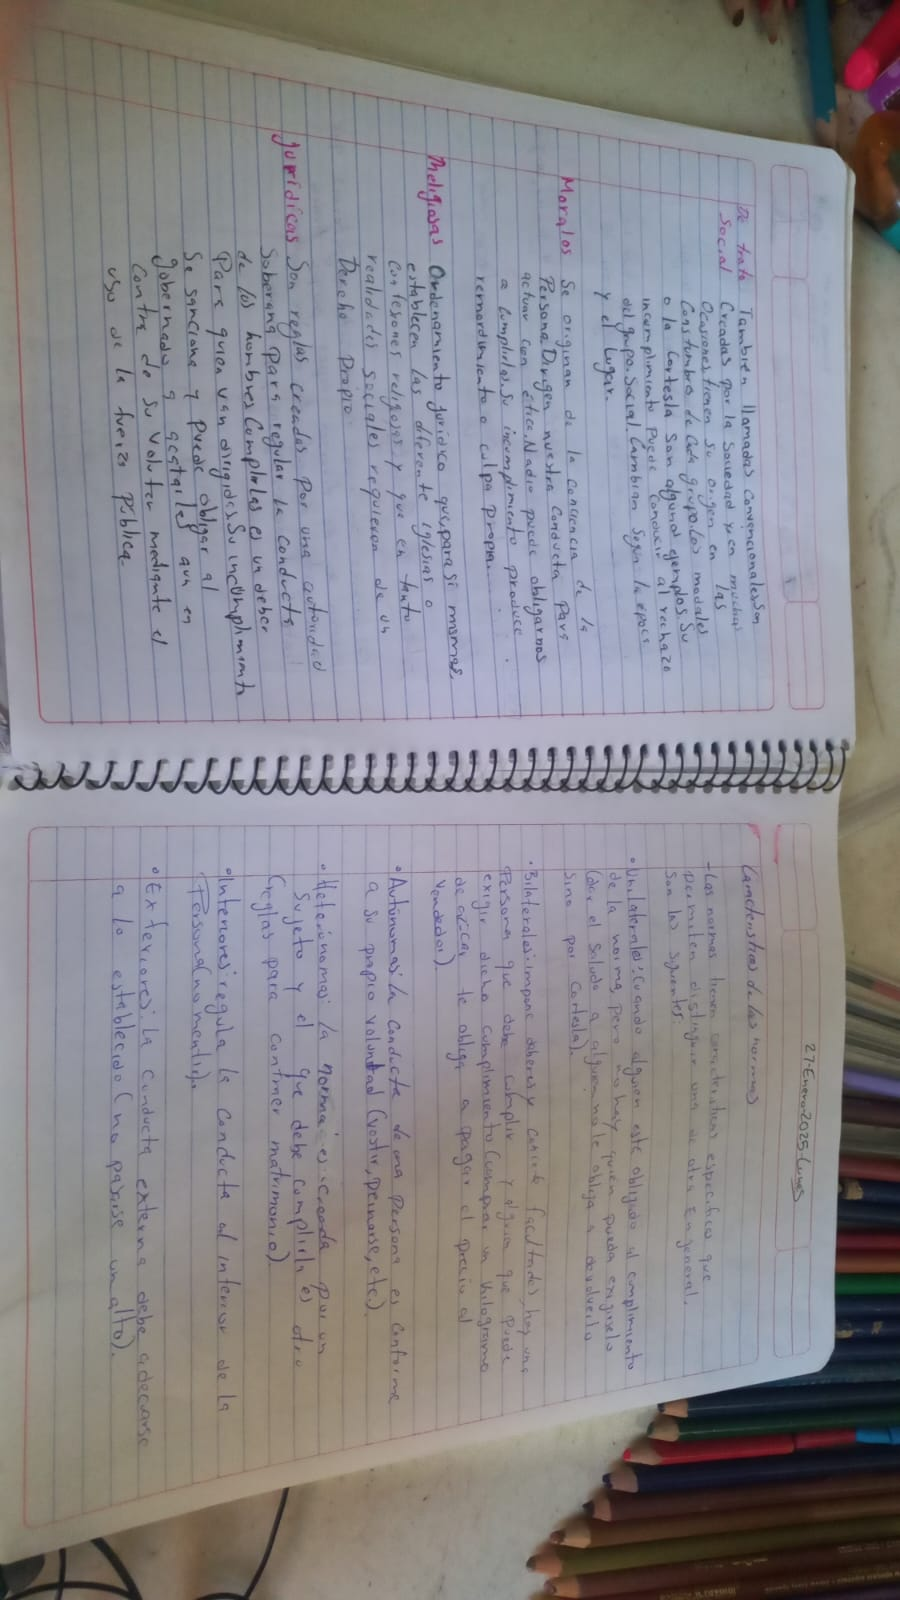 De trato También llamadas convencionales son
Social Creadas por la Sociedad y en muchas
Ocasiones tienen su origen en las
Constumbres de Cada grupo. Los modales
o la Cortesía Son algunos ejemplos. Su
incumplimiento Puede Conducir al rechazo
del grupo. Social. Cambian Según la época
y el lugar.
Morales Se originan de la conciencia de la
Persona. Dirigen nuestra Conducta Para
actuar con ética. Nadie puede obligarnos
a Cumplirlos. Su incumplimiento produce
remordimiento o culpa propia.
Religiosas Ordenamiento Jurídico que para si mismas,
establecen las diferente iglesias o
Confesiones religiosas y que en tanto
realidades sociales requieren de un
Derecho Propio
Jurídicas Son reglas creadas Por una autoridad
Soberana Para regular la Conducta
de los hombres Cumplirlas es un deber
Para quien van dirigidas Su incumplimiento
Se sanciona y puede obligar al
gobernado a acatarlas aun en
Contra de su voluntad mediante el
uso de la fuerza Pública.
27-Enero-2025-Lunes
Características de las normas
- Las normas tienen características específicas que
permiten distinguir una de otra En general,
Son las siguientes:
• Unilaterales: Cuando alguien este obligado al cumplimiento
de la norma, pero no hay quien pueda exigirselo
(dar el Saludo a alguien no le obliga a devolverlo
Sino por Cortesía).
• Bilaterales: impone deberes y Concede facultades, hay una
Persona que debe cumplir y alguien que puede
exigir dicho cumplimiento (comprar un kilogramo
de azúcar te obliga a pagar el precio al
Vendedor).
• Autónomas: la Conducta de una persona es Conforme
a su propia voluntad (vestir, peinarse, etc.)
• Heterónomas: la norma es creada por un
Sujeto y el que debe cumplirla es otro
(reglas para contraer matrimonio)
• Interiores: regula la Conducta al interior de la
Persona (no mentir).
• Exteriores: la conducta externa debe adecuarse
a lo establecido (no pasarse un alto).